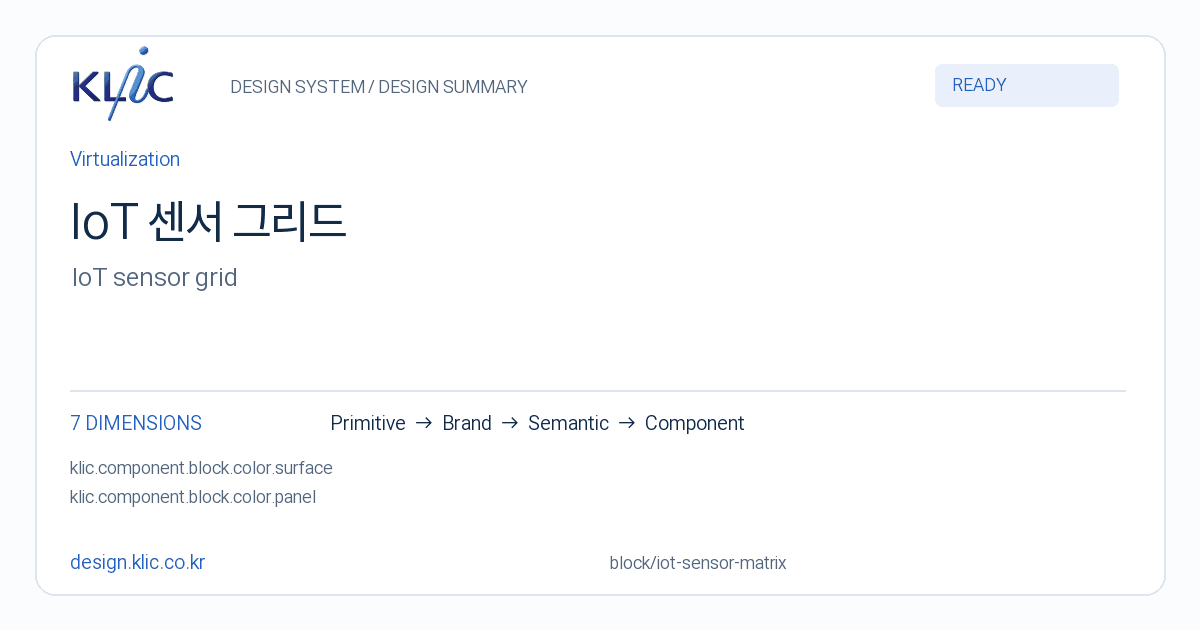 KLiC
DESIGN SYSTEM / DESIGN SUMMARY
READY
Virtualization
IoT 센서 그리드
IoT sensor grid
7 DIMENSIONS
Primitive → Brand → Semantic → Component
klic.component.block.color.surface
klic.component.block.color.panel
design.klic.co.kr
block/iot-sensor-matrix